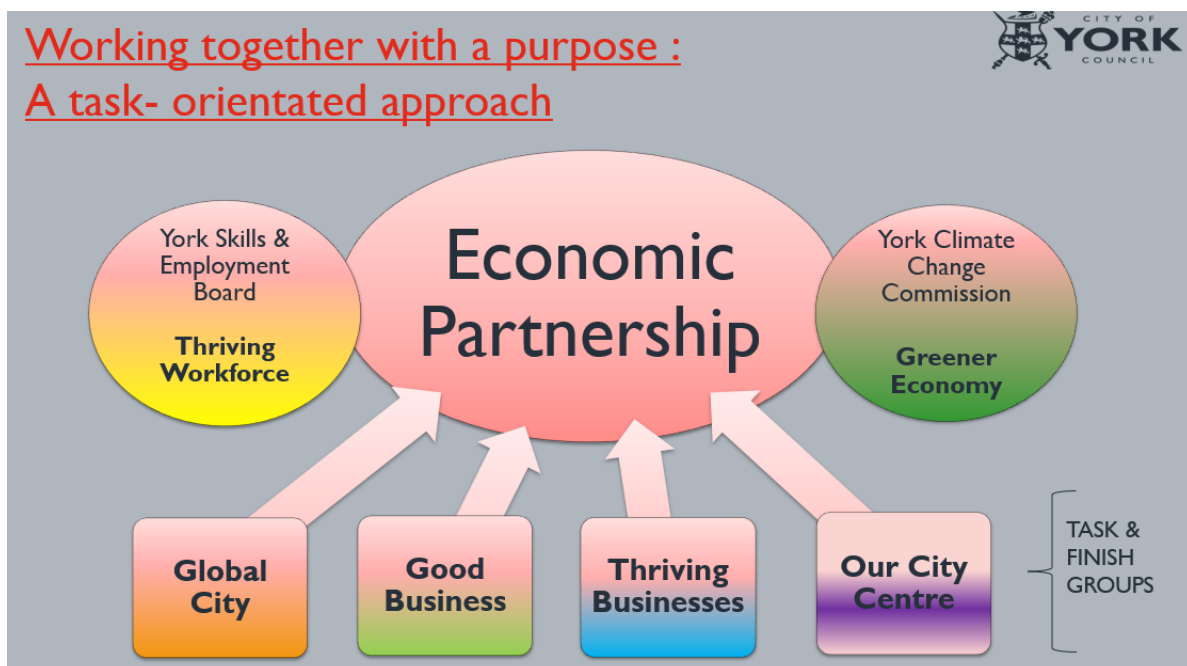 Working together with a purpose :
A task- orientated approach
CITY OF
YORK
COUNCIL
York Skills &
Employment
Board
Thriving
Workforce
Economic
Partnership
York Climate
Change
Commission
Greener
Economy
Global
City
Good
Business
Thriving
Businesses
Our City
Centre
TASK &
FINISH
GROUPS